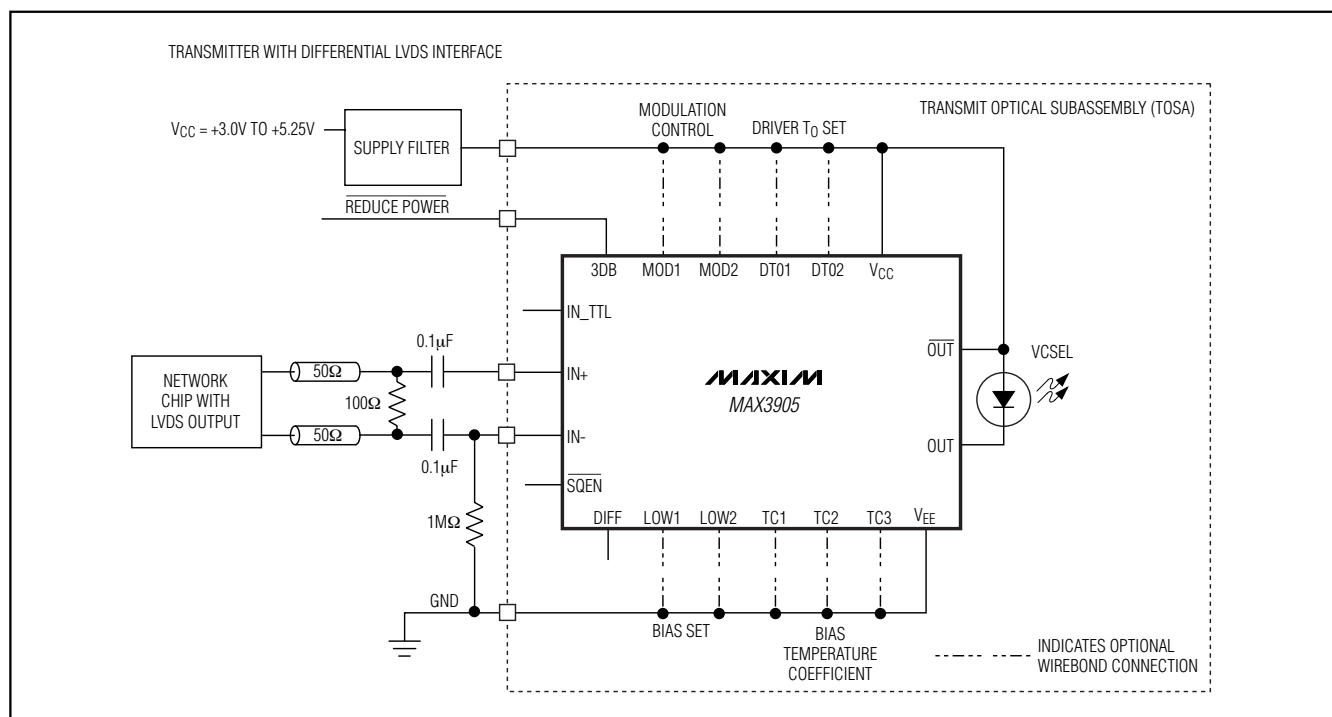 TRANSMITTER WITH DIFFERENTIAL LVDS INTERFACE
TRANSMIT OPTICAL SUBASSEMBLY (TOSA)
VCC = +3.0V TO +5.25V
SUPPLY FILTER
MODULATION
CONTROL
DRIVER T0 SET
REDUCE POWER
3DB
MOD1
MOD2
DT01
DT02
VCC
IN_TTL
0.1µF
OUT
VCSEL
NETWORK
CHIP WITH
LVDS OUTPUT
50Ω
IN+
100Ω
MAXIM
MAX3905
50Ω
IN-
OUT
0.1µF
SQEN
1MΩ
DIFF
LOW1
LOW2
TC1
TC2
TC3
VEE
GND
BIAS SET
BIAS
TEMPERATURE
COEFFICIENT
INDICATES OPTIONAL
WIREBOND CONNECTION